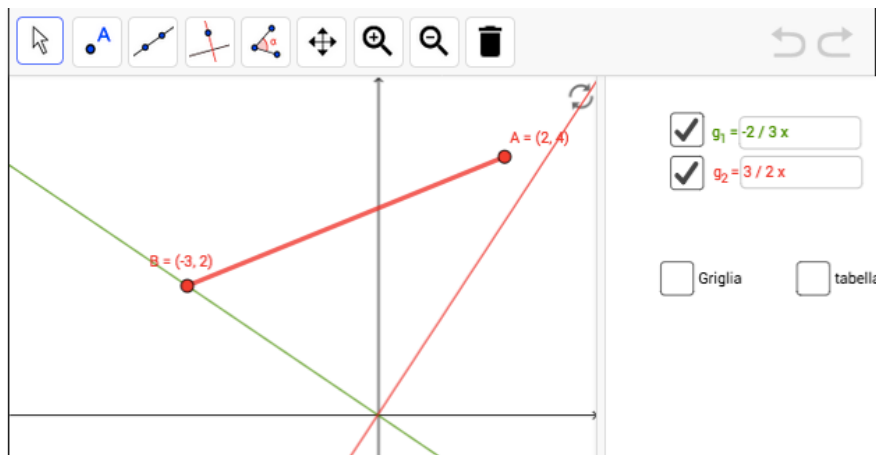 A
α
A = (2, 4)
B = (-3, 2)
g₁ = -2 / 3 x
g₂ = 3 / 2 x
Griglia
tabella